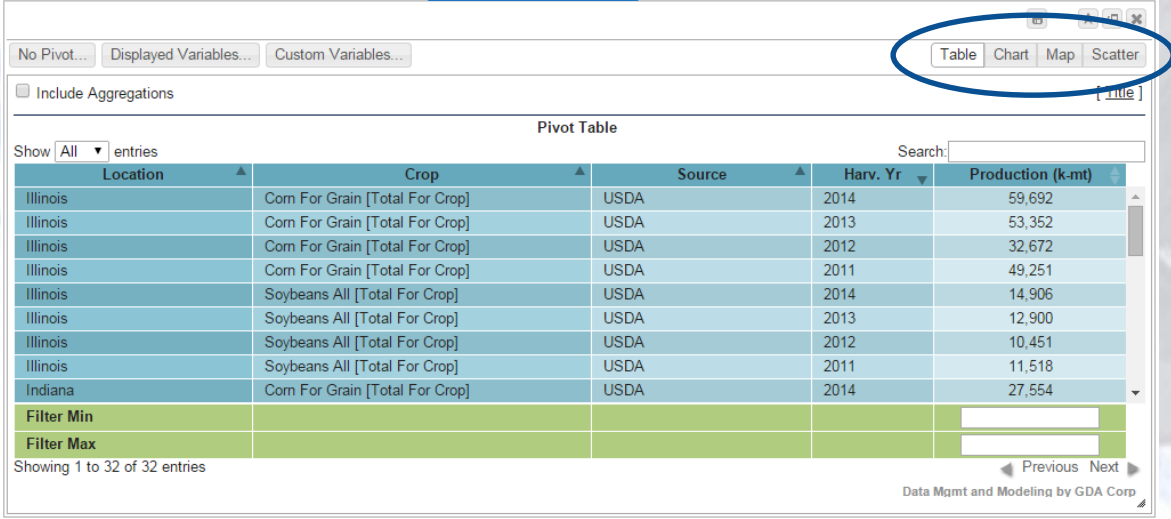 No Pivot... Displayed Variables... Custom Variables... Table Chart Map Scatter
Include Aggregations [ Title ]
Pivot Table
Show All entries Search:
Location Crop Source Harv. Yr Production (k-mt)
Illinois Corn For Grain [Total For Crop] USDA 2014 59,692
Illinois Corn For Grain [Total For Crop] USDA 2013 53,352
Illinois Corn For Grain [Total For Crop] USDA 2012 32,672
Illinois Corn For Grain [Total For Crop] USDA 2011 49,251
Illinois Soybeans All [Total For Crop] USDA 2014 14,906
Illinois Soybeans All [Total For Crop] USDA 2013 12,900
Illinois Soybeans All [Total For Crop] USDA 2012 10,451
Illinois Soybeans All [Total For Crop] USDA 2011 11,518
Indiana Corn For Grain [Total For Crop] USDA 2014 27,554
Filter Min
Filter Max
Showing 1 to 32 of 32 entries Previous Next
Data Mgmt and Modeling by GDA Corp